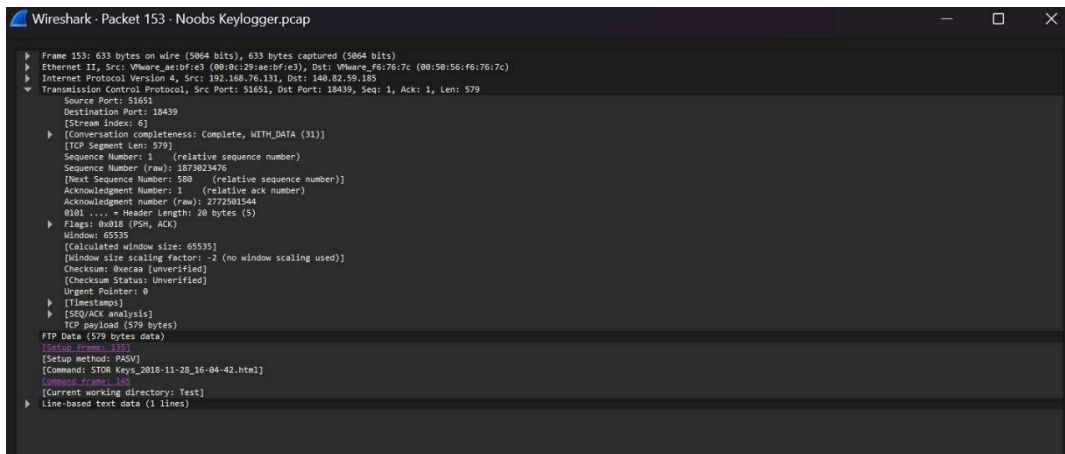 Wireshark · Packet 153 · Noobs Keylogger.pcap
Frame 153: 633 bytes on wire (5064 bits), 633 bytes captured (5064 bits)
Ethernet II, Src: VMware_ae:bf:e3 (00:0c:29:ae:bf:e3), Dst: VMware_f6:76:7c (00:50:56:f6:76:7c)
Internet Protocol Version 4, Src: 192.168.76.131, Dst: 140.82.59.185
Transmission Control Protocol, Src Port: 51651, Dst Port: 18439, Seq: 1, Ack: 1, Len: 579
Source Port: 51651
Destination Port: 18439
[Stream index: 6]
[Conversation completeness: Complete, WITH_DATA (31)]
[TCP Segment Len: 579]
Sequence Number: 1    (relative sequence number)
Sequence Number (raw): 1873023476
[Next Sequence Number: 580    (relative sequence number)]
Acknowledgment Number: 1    (relative ack number)
Acknowledgment number (raw): 2772501544
0101 .... = Header Length: 20 bytes (5)
Flags: 0x018 (PSH, ACK)
Window: 65535
[Calculated window size: 65535]
[Window size scaling factor: -2 (no window scaling used)]
Checksum: 0xecaa [unverified]
[Checksum Status: Unverified]
Urgent Pointer: 0
[Timestamps]
[SEQ/ACK analysis]
TCP payload (579 bytes)
FTP Data (579 bytes data)
[Setup frame: 135]
[Setup method: PASV]
[Command: STOR Keys_2018-11-28_16-04-42.html]
Command frame: 145
[Current working directory: Test]
Line-based text data (1 lines)